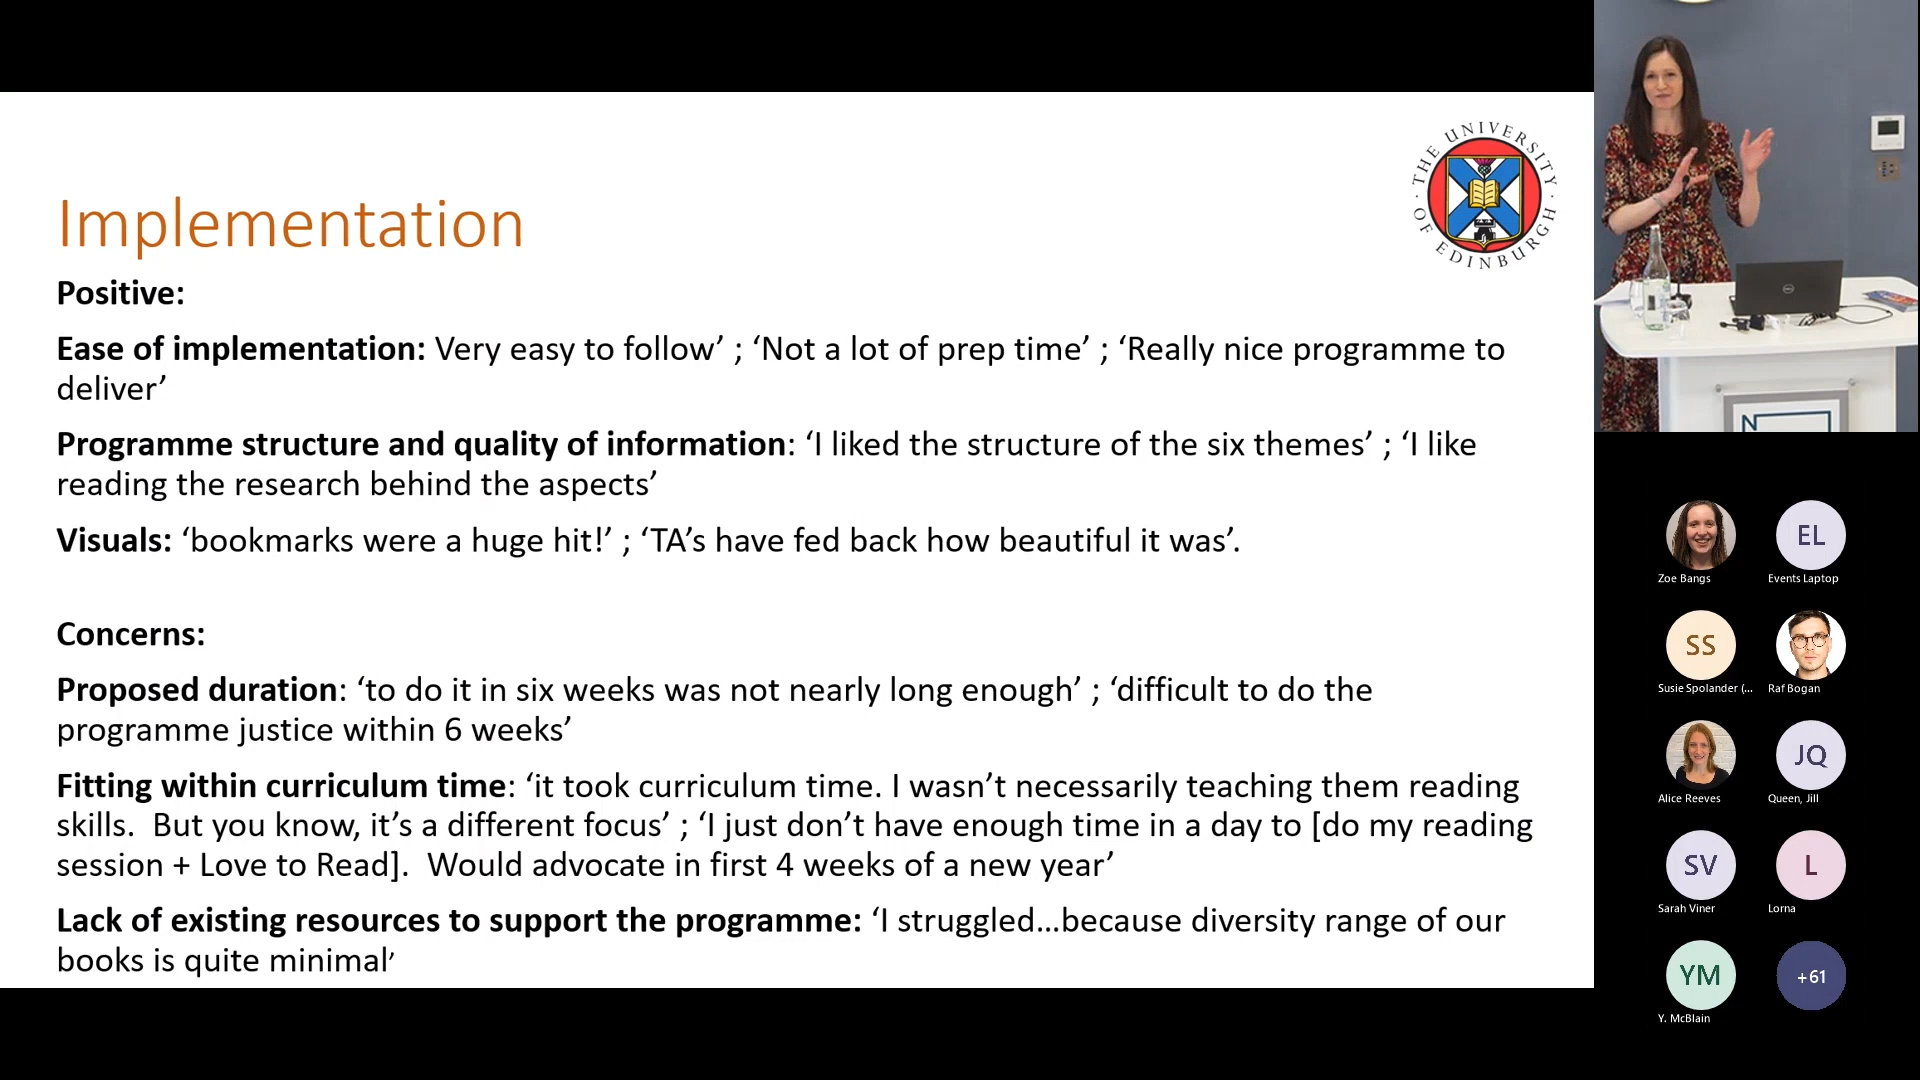 Implementation
Positive:
Ease of implementation: Very easy to follow’ ; ‘Not a lot of prep time’ ; ‘Really nice programme to
deliver’
Programme structure and quality of information: ‘I liked the structure of the six themes’ ; ‘I like
reading the research behind the aspects’
Visuals: ‘bookmarks were a huge hit!’ ; ‘TA’s have fed back how beautiful it was’.
Concerns:
Proposed duration: ‘to do it in six weeks was not nearly long enough’ ; ‘difficult to do the
programme justice within 6 weeks’
Fitting within curriculum time: ‘it took curriculum time. I wasn’t necessarily teaching them reading
skills.  But you know, it’s a different focus’ ; ‘I just don’t have enough time in a day to [do my reading
session + Love to Read].  Would advocate in first 4 weeks of a new year’
Lack of existing resources to support the programme: ‘I struggled…because diversity range of our
books is quite minimal’
THE UNIVERSITY
OF EDINBURGH
DELL
N
Zoe Bangs
EL
Events Laptop
SS
Susie Spolander (...
Raf Bogan
Alice Reeves
JQ
Queen, Jill
SV
Sarah Viner
L
Lorna
YM
Y. McBlain
+61